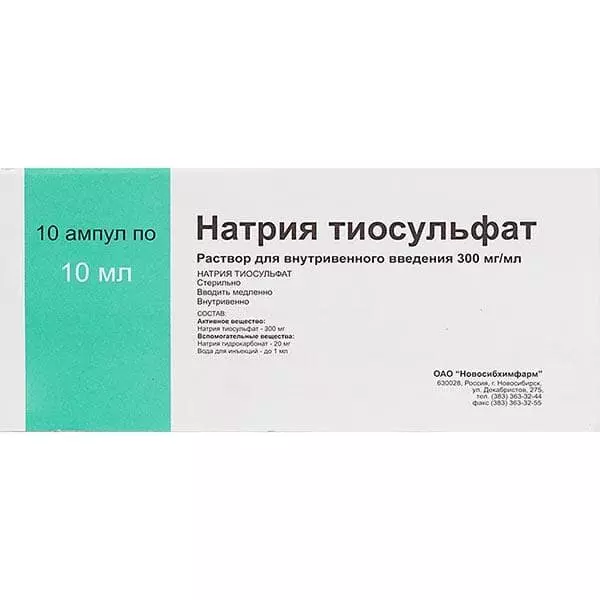 10 ампул по
10 мл
Натрия тиосульфат
Раствор для внутривенного введения 300 мг/мл
НАТРИЯ ТИОСУЛЬФАТ
Стерильно
Вводить медленно
Внутривенно
СОСТАВ:
Активное вещество:
Натрия тиосульфат - 300 мг
Вспомогательные вещества:
Натрия гидрокарбонат - 20 мг
Вода для инъекций - до 1 мл
ОАО "Новосибхимфарм"
630028, Россия, г. Новосибирск,
ул. Декабристов, 275,
тел. (383) 363-32-44
факс (383) 363-32-55